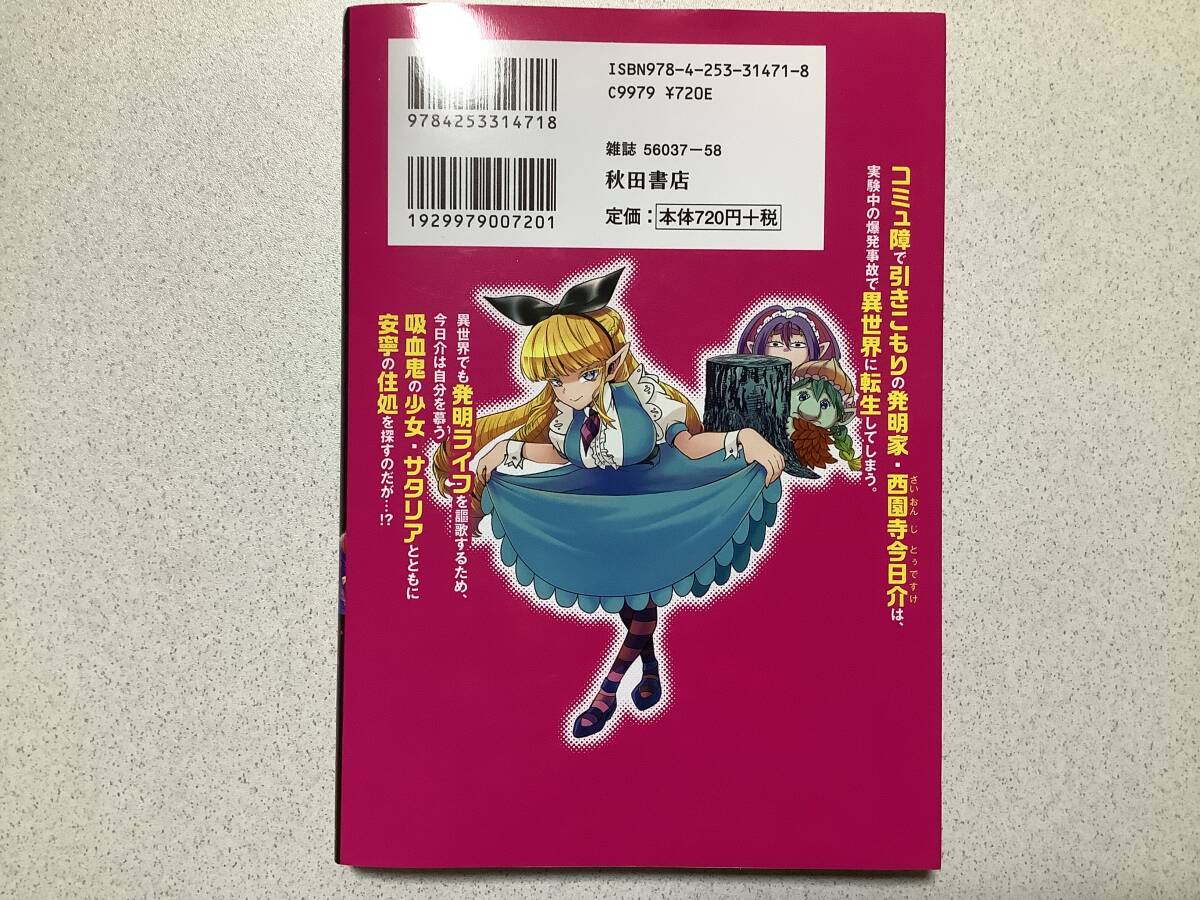 ISBN978-4-253-31471-8
C9979 ¥720E
9784253314718
雑誌 56037-58
秋田書店
1929979007201
定価：本体720円+税
コミュ障で引きこもりの発明家・西園寺今日介は、
さいおんじとぅですけ
実験中の爆発事故で異世界に転生してしまう。
異世界でも発明ライフを謳歌するため、
今日介は自分を慕う
吸血鬼の少女・サタリアとともに
安寧の住処を探すのだが…!?